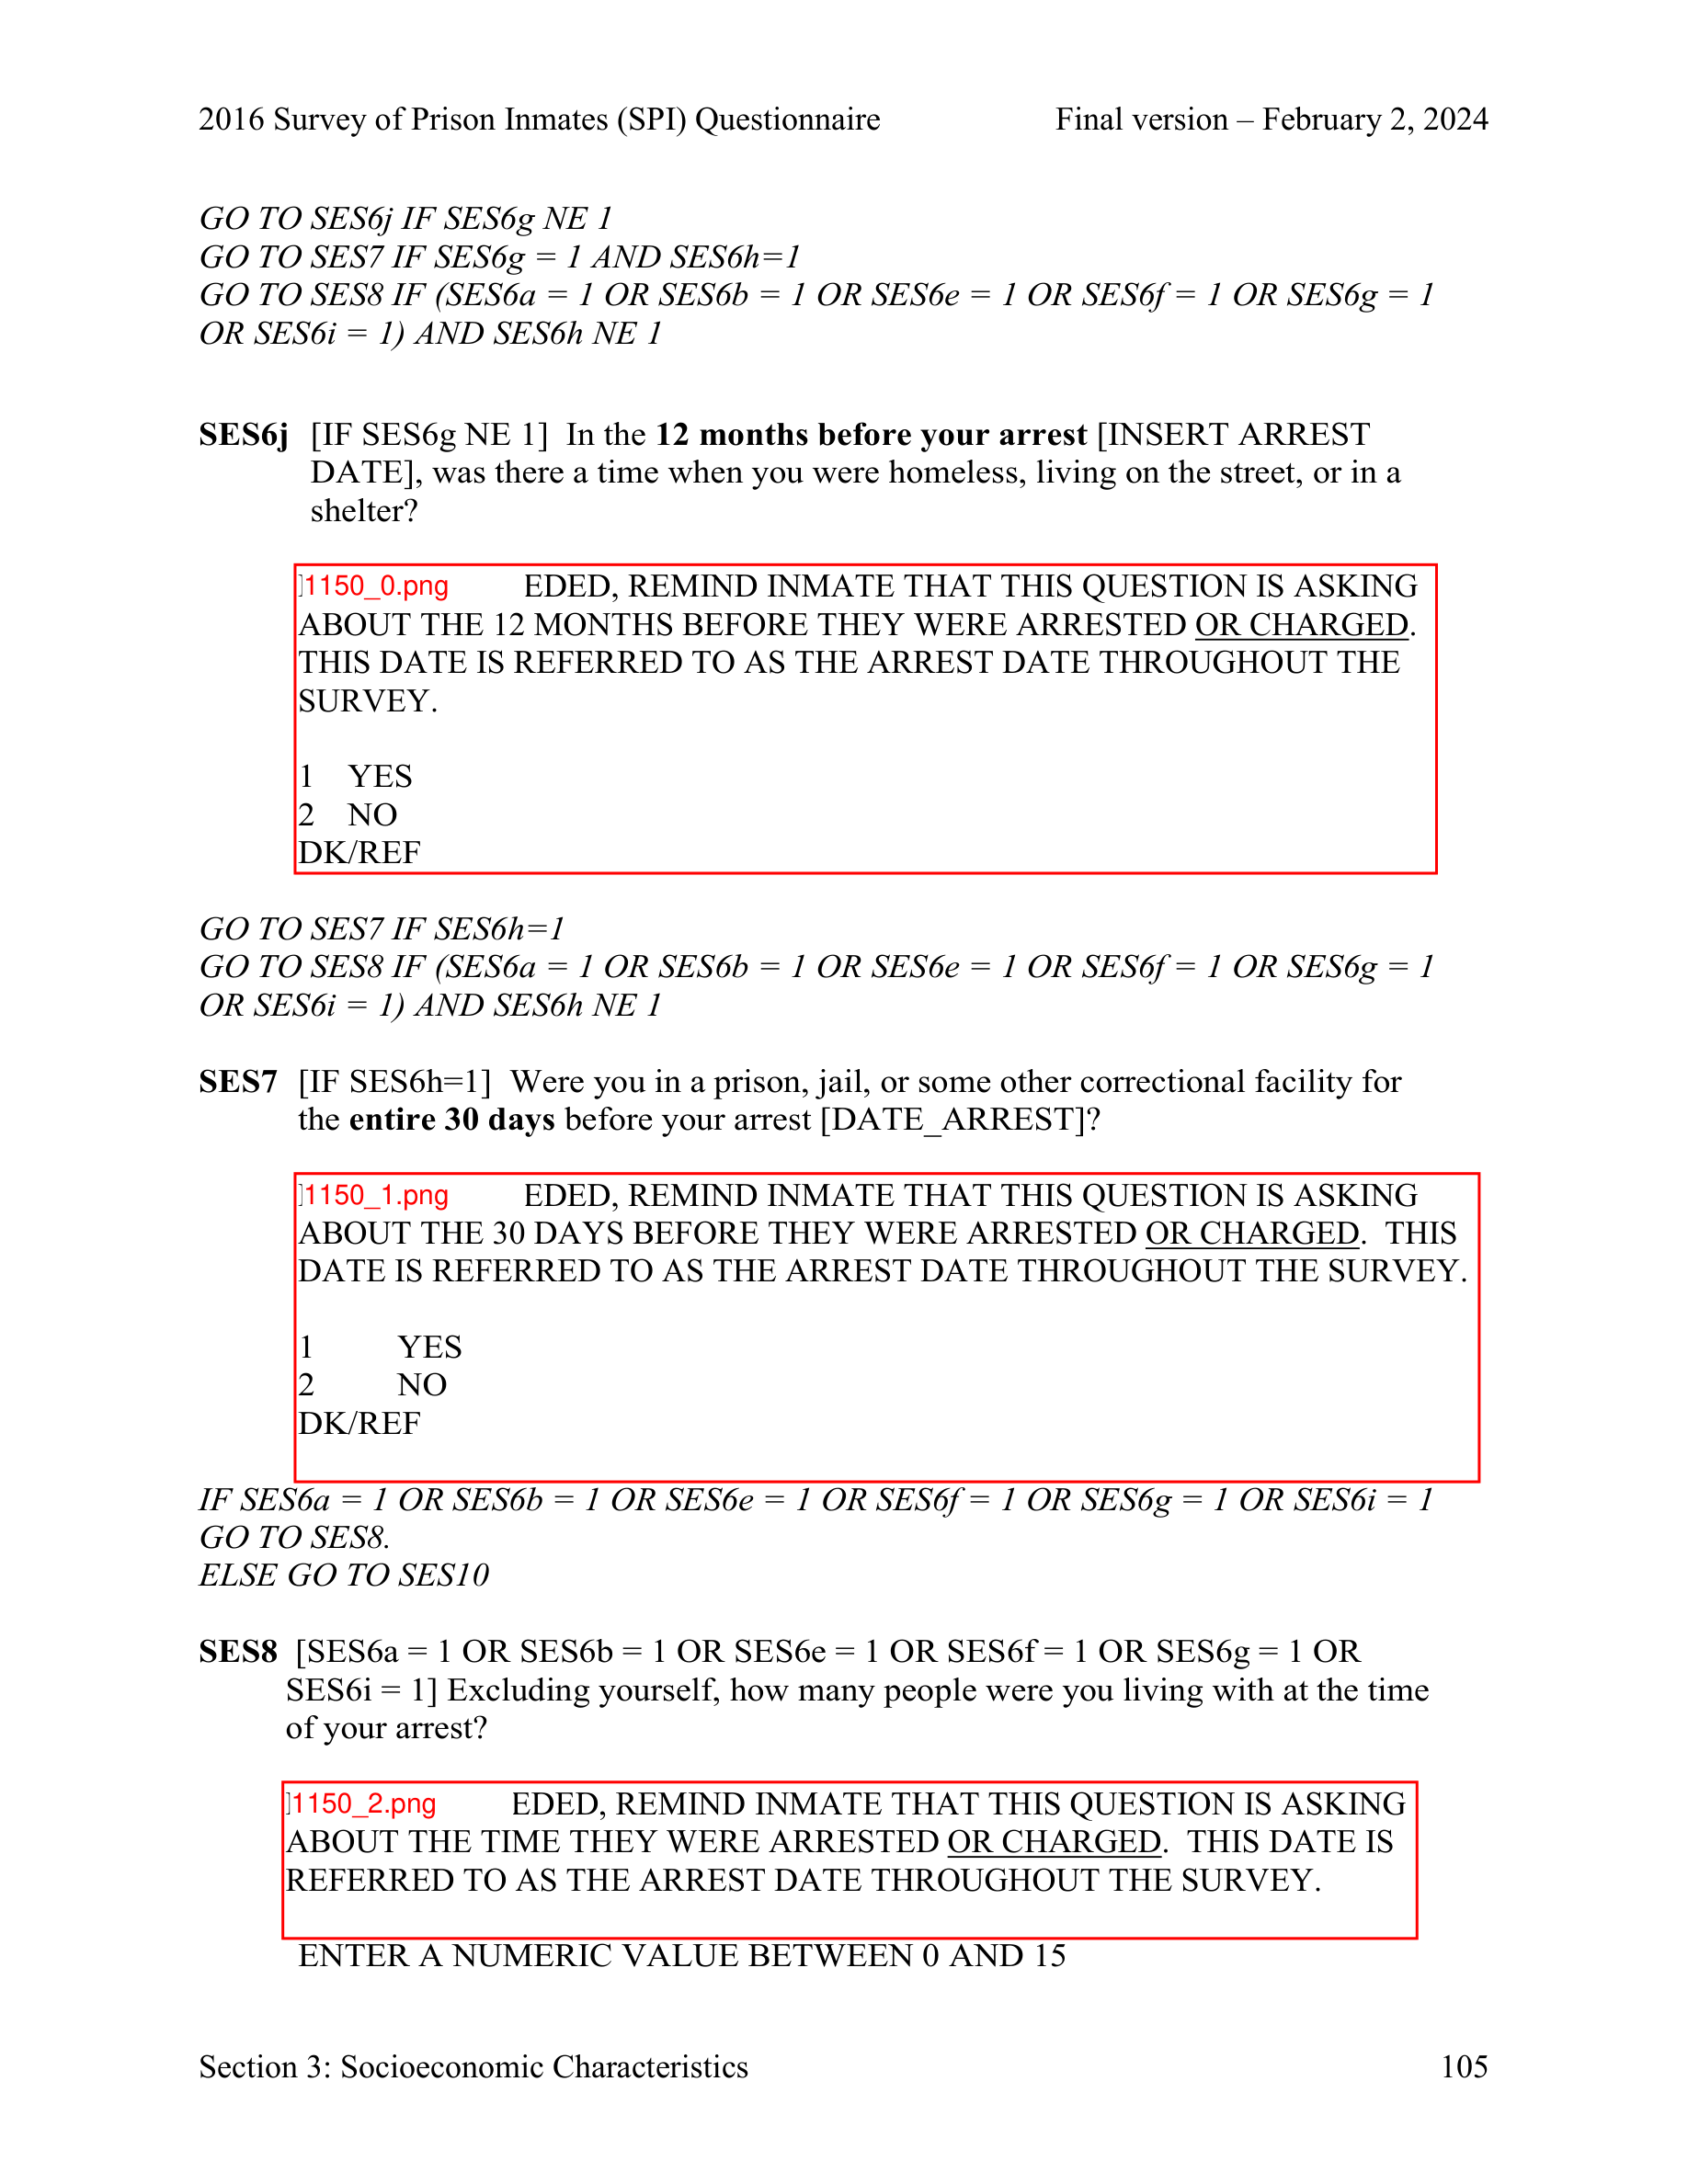 2016 Survey of Prison Inmates (SPI) Questionnaire Final version – February 2, 2024
GO TO SES6j IF SES6g NE 1
GO TO SES7 IF SES6g = 1 AND SES6h=1
GO TO SES8 IF (SES6a = 1 OR SES6b = 1 OR SES6e = 1 OR SES6f = 1 OR SES6g = 1
OR SES6i = 1) AND SES6h NE 1
SES6j [IF SES6g NE 1] In the 12 months before your arrest [INSERT ARREST
DATE], was there a time when you were homeless, living on the street, or in a
shelter?
1150_0.png EDED, REMIND INMATE THAT THIS QUESTION IS ASKING
ABOUT THE 12 MONTHS BEFORE THEY WERE ARRESTED OR CHARGED.
THIS DATE IS REFERRED TO AS THE ARREST DATE THROUGHOUT THE
SURVEY.
1 YES
2 NO
DK/REF
GO TO SES7 IF SES6h=1
GO TO SES8 IF (SES6a = 1 OR SES6b = 1 OR SES6e = 1 OR SES6f = 1 OR SES6g = 1
OR SES6i = 1) AND SES6h NE 1
SES7 [IF SES6h=1] Were you in a prison, jail, or some other correctional facility for
the entire 30 days before your arrest [DATE_ARREST]?
1150_1.png EDED, REMIND INMATE THAT THIS QUESTION IS ASKING
ABOUT THE 30 DAYS BEFORE THEY WERE ARRESTED OR CHARGED. THIS
DATE IS REFERRED TO AS THE ARREST DATE THROUGHOUT THE SURVEY.
1 YES
2 NO
DK/REF
IF SES6a = 1 OR SES6b = 1 OR SES6e = 1 OR SES6f = 1 OR SES6g = 1 OR SES6i = 1
GO TO SES8.
ELSE GO TO SES10
SES8 [SES6a = 1 OR SES6b = 1 OR SES6e = 1 OR SES6f = 1 OR SES6g = 1 OR
SES6i = 1] Excluding yourself, how many people were you living with at the time
of your arrest?
1150_2.png EDED, REMIND INMATE THAT THIS QUESTION IS ASKING
ABOUT THE TIME THEY WERE ARRESTED OR CHARGED. THIS DATE IS
REFERRED TO AS THE ARREST DATE THROUGHOUT THE SURVEY.
ENTER A NUMERIC VALUE BETWEEN 0 AND 15
Section 3: Socioeconomic Characteristics 105